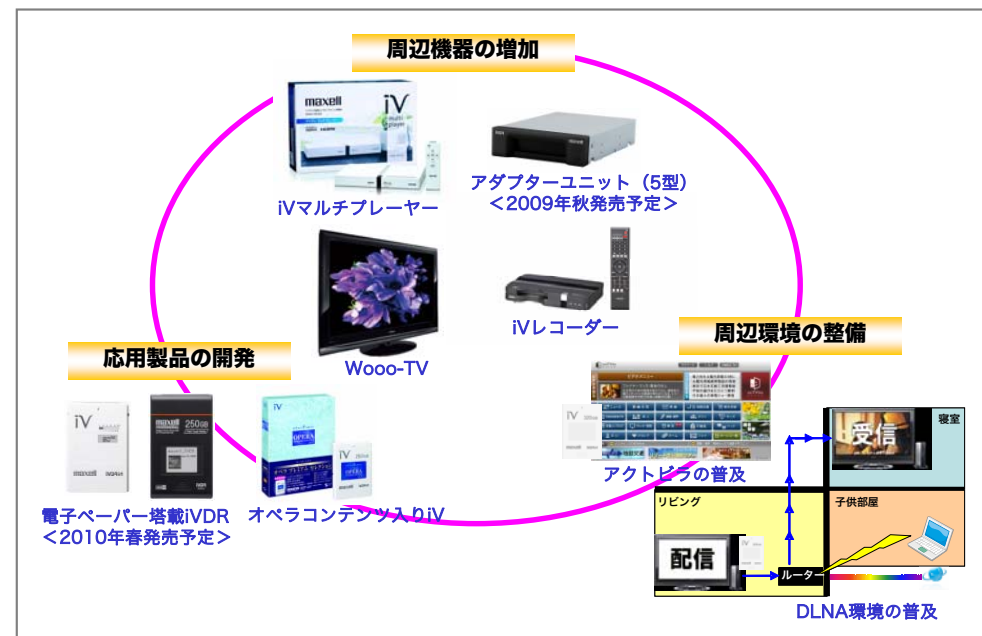 周辺機器の増加
maxell
iV
multi
player
iVマルチプレーヤー
アダプターユニット（5型）
＜2009年秋発売予定＞
Wooo-TV
iVレコーダー
応用製品の開発
iV
maxell
maxell
250GB
電子ペーパー塔載iVDR
＜2010年春発売予定＞
iV
OPERA
iV
OPERA
オペラコンテンツ入りiV
周辺環境の整備
iV
アクトビラの普及
寝室
受信
リビング
子供部屋
iV
配信
ルーター
DLNA環境の普及